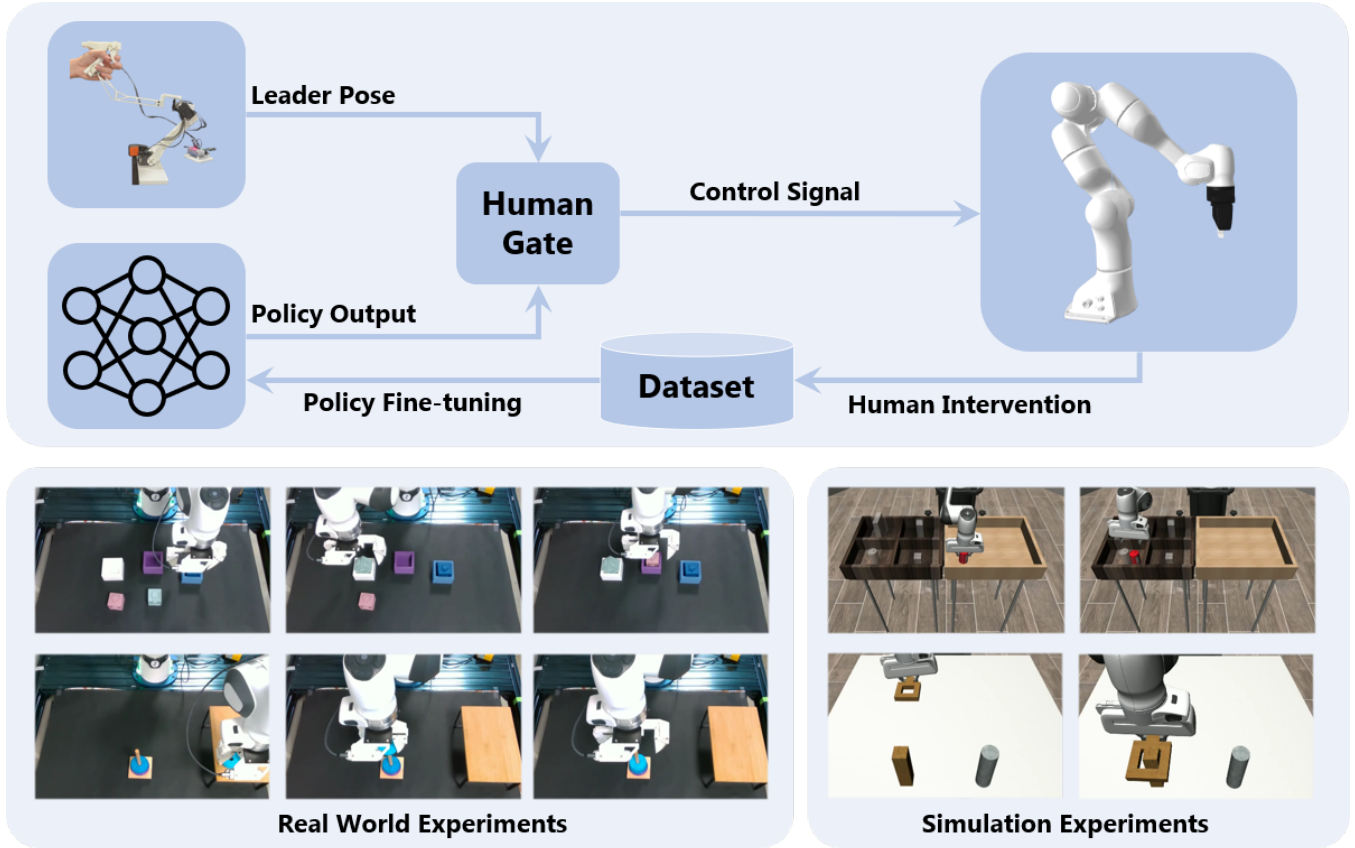 Leader Pose
Human
Gate
Control Signal
Policy Output
Dataset
Policy Fine-tuning
Human Intervention
Real World Experiments
Simulation Experiments